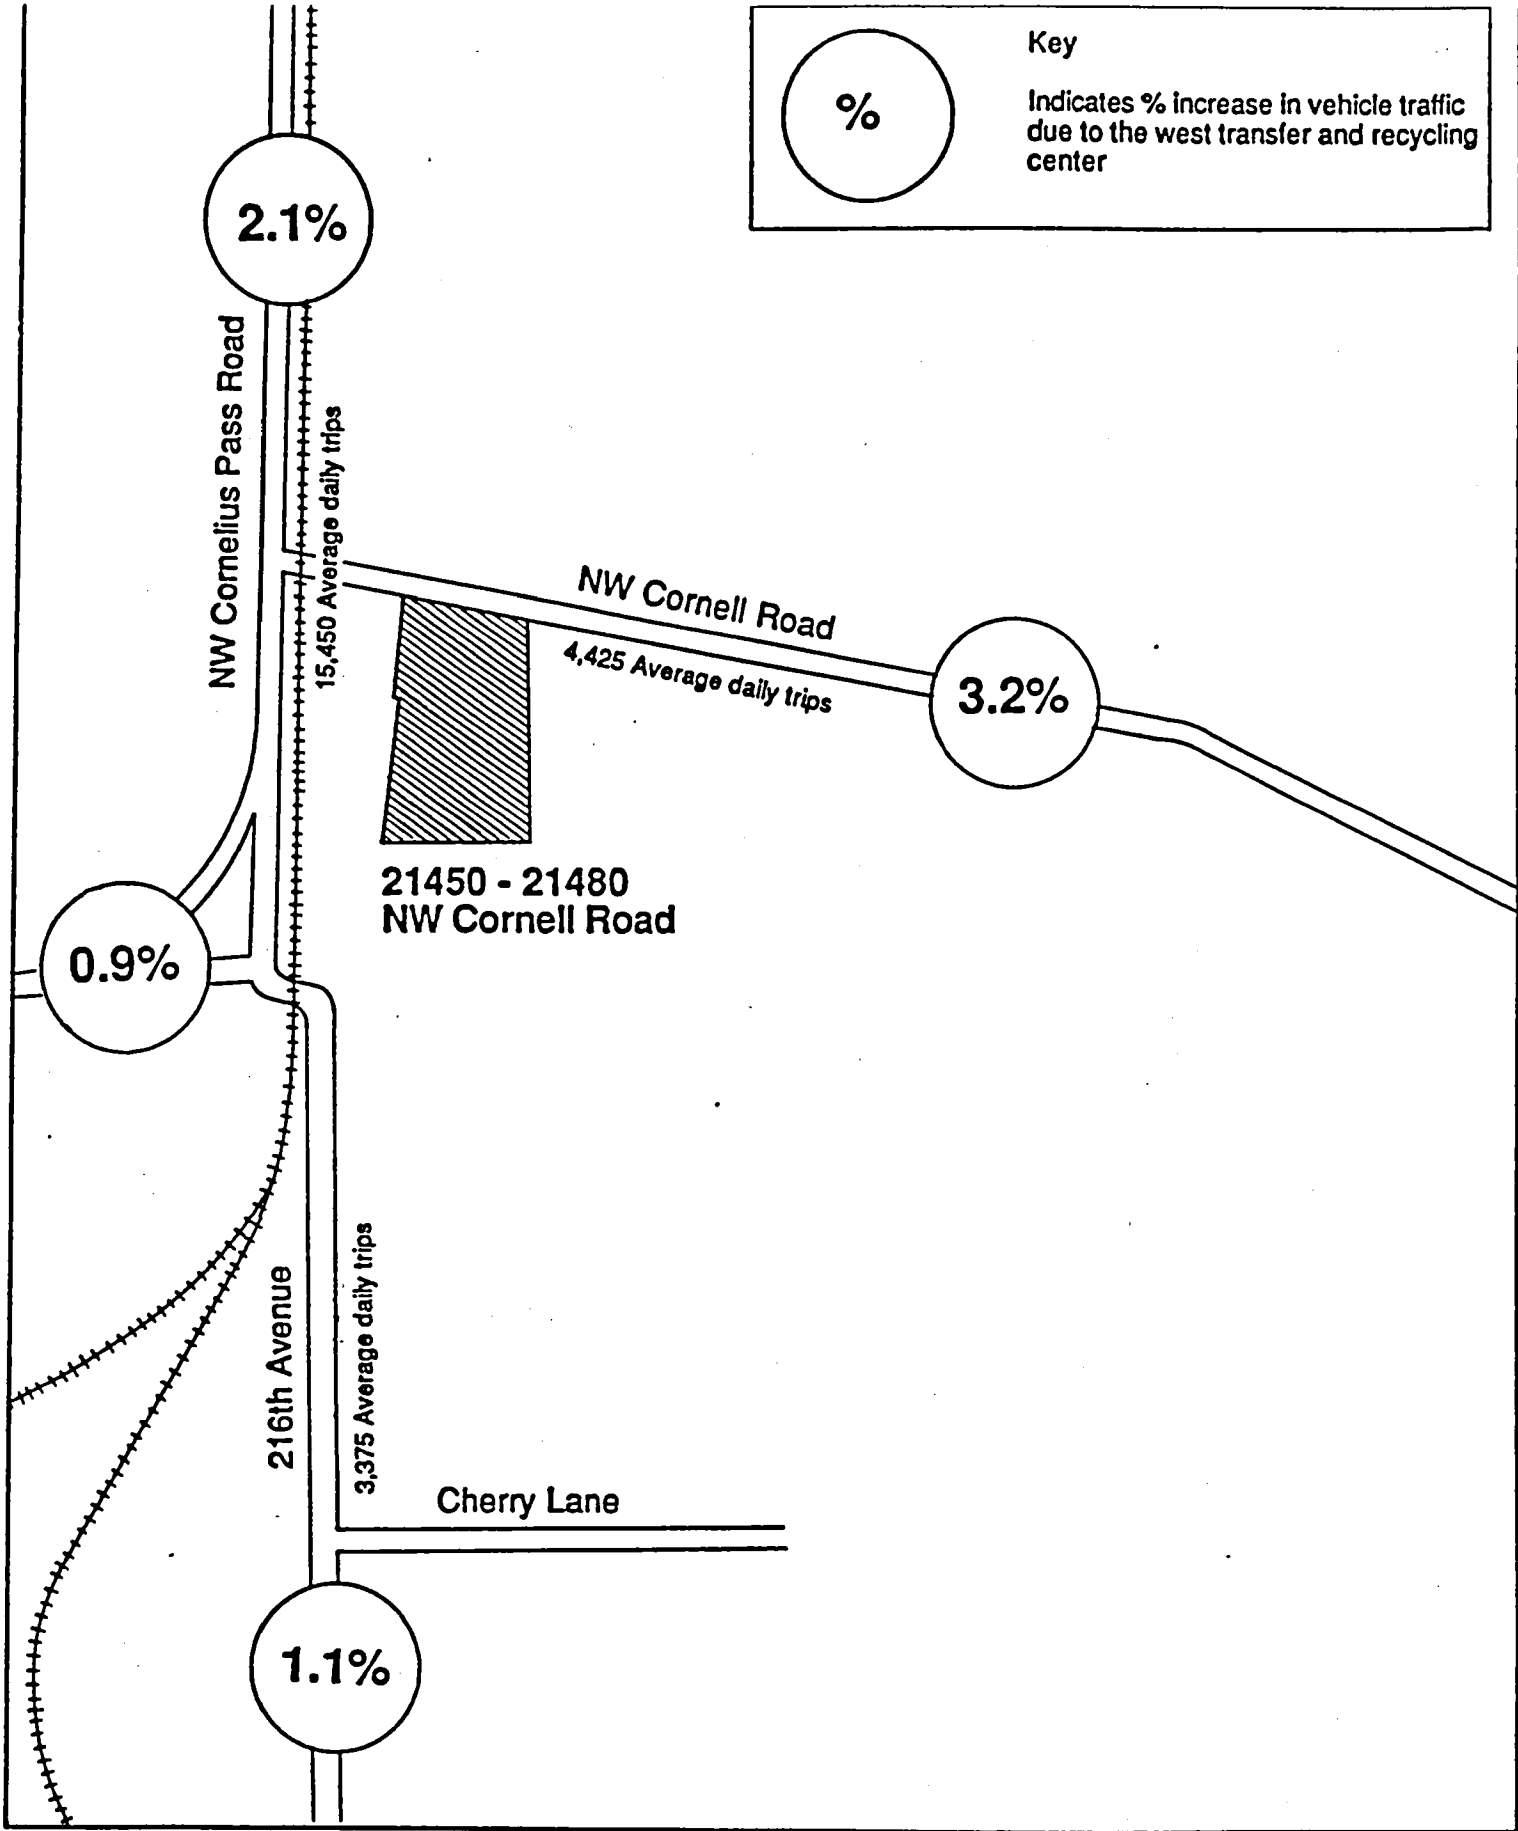 Key
%
Indicates % increase in vehicle traffic
due to the west transfer and recycling
center
2.1%
NW Cornelius Pass Road
15,450 Average daily trips
NW Cornell Road
4,425 Average daily trips
3.2%
21450 - 21480
NW Cornell Road
0.9%
216th Avenue
3,375 Average daily trips
Cherry Lane
1.1%